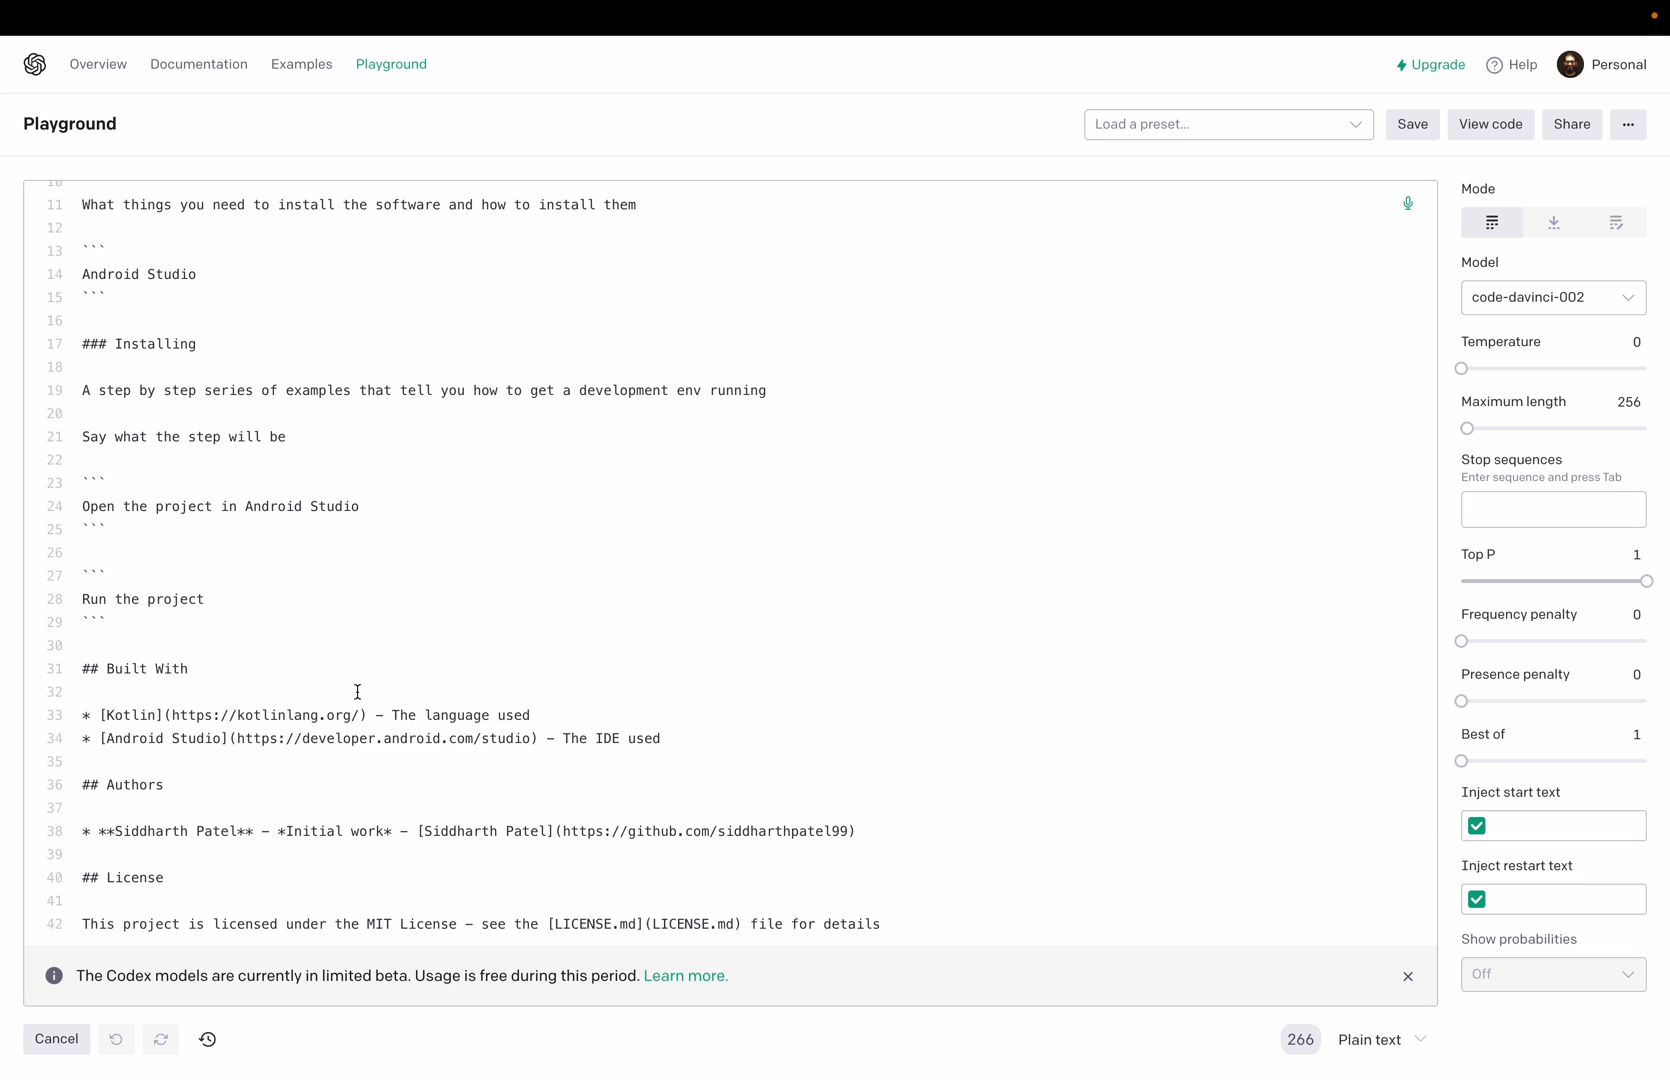 Overview Documentation Examples Playground Upgrade Help Personal
Playground Load a preset... Save View code Share ...
10
11 What things you need to install the software and how to install them
12
13 ```
14 Android Studio
15 ```
16
17 ### Installing
18
19 A step by step series of examples that tell you how to get a development env running
20
21 Say what the step will be
22
23 ```
24 Open the project in Android Studio
25 ```
26
27 ```
28 Run the project
29 ```
30
31 ## Built With
32
33 * [Kotlin](https://kotlinlang.org/) – The language used
34 * [Android Studio](https://developer.android.com/studio) – The IDE used
35
36 ## Authors
37
38 * **Siddharth Patel** – *Initial work* – [Siddharth Patel](https://github.com/siddharthpatel99)
39
40 ## License
41
42 This project is licensed under the MIT License – see the [LICENSE.md](LICENSE.md) file for details
The Codex models are currently in limited beta. Usage is free during this period. Learn more.
Cancel 266 Plain text
Mode
Model
code-davinci-002
Temperature 0
Maximum length 256
Stop sequences
Enter sequence and press Tab
Top P 1
Frequency penalty 0
Presence penalty 0
Best of 1
Inject start text
Inject restart text
Show probabilities
Off